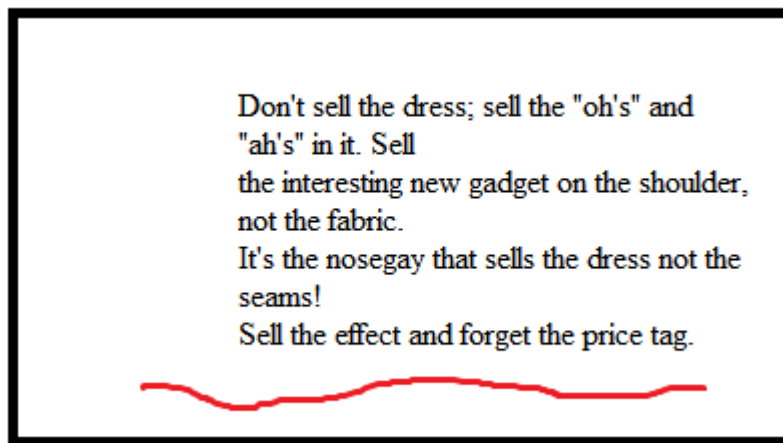 Don't sell the dress; sell the "oh's" and
"ah's" in it. Sell
the interesting new gadget on the shoulder,
not the fabric.
It's the nosegay that sells the dress not the
seams!
Sell the effect and forget the price tag.